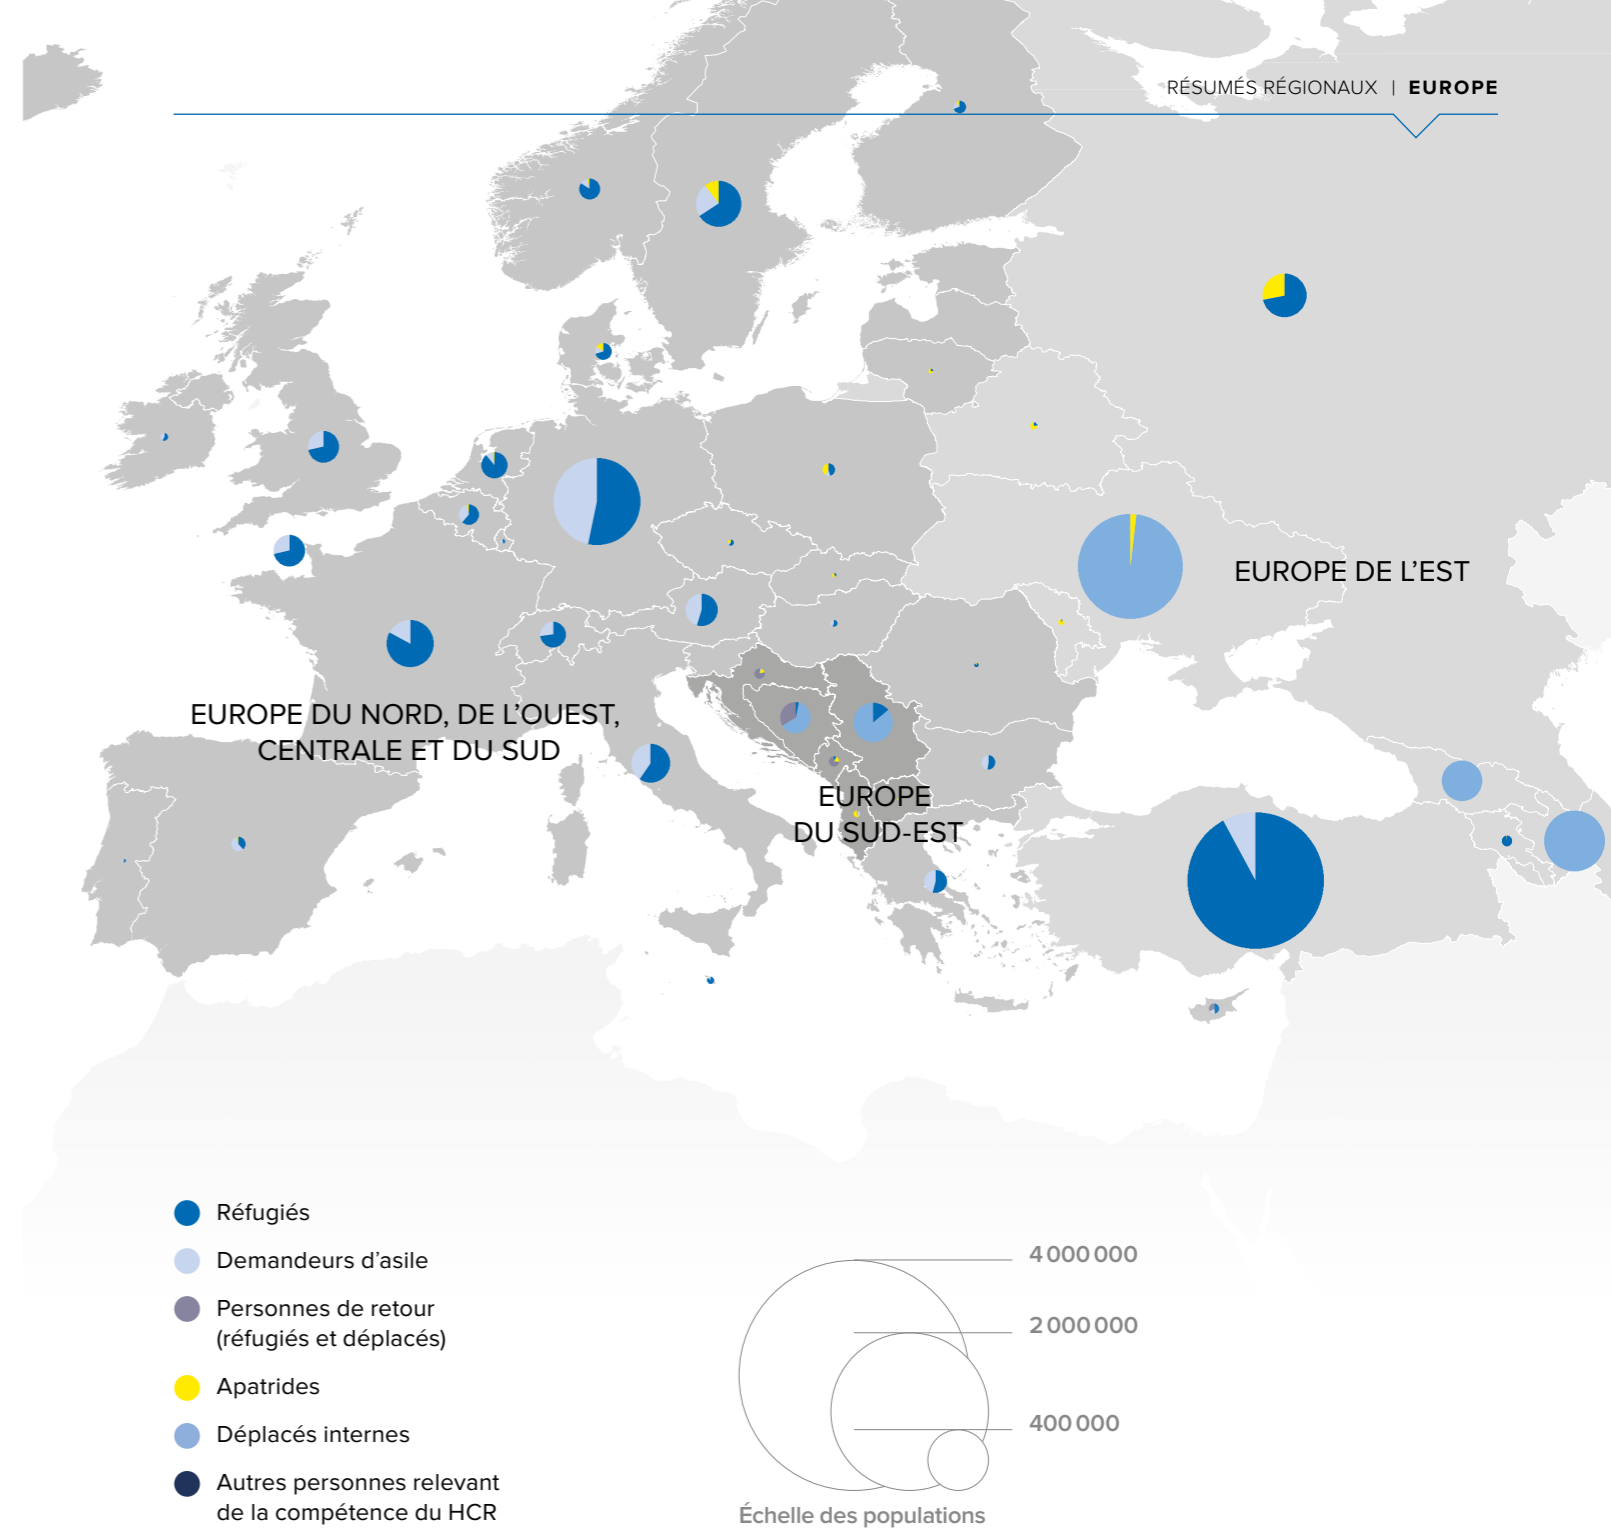 RÉSUMÉS RÉGIONAUX | EUROPE
EUROPE DE L’EST
EUROPE DU NORD, DE L’OUEST,
CENTRALE ET DU SUD
EUROPE
DU SUD-EST
Réfugiés
Demandeurs d’asile
Personnes de retour
(réfugiés et déplacés)
Apatrides
Déplacés internes
Autres personnes relevant
de la compétence du HCR
4 000 000
2 000 000
400 000
Échelle des populations